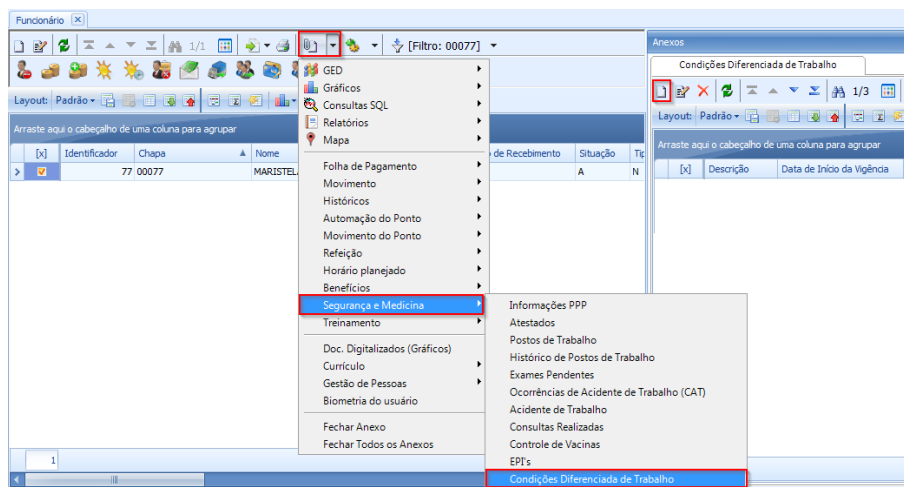 Funcionário
1/1
[Filtro: 00077]
Layout: Padrão
Arraste aqui o cabeçalho de uma coluna para agrupar
[x] Identificador Chapa Nome de Recebimento Situação
77 00077 A N
1
GED
Gráficos
Consultas SQL
Relatórios
Mapa
Folha de Pagamento
Movimento
Históricos
Automação do Ponto
Movimento do Ponto
Refeição
Horário planejado
Benefícios
Segurança e Medicina
Treinamento
Doc. Digitalizados (Gráficos)
Currículo
Gestão de Pessoas
Biometria do usuário
Fechar Anexo
Fechar Todos os Anexos
Informações PPP
Atestados
Postos de Trabalho
Histórico de Postos de Trabalho
Exames Pendentes
Ocorrências de Acidente de Trabalho (CAT)
Acidente de Trabalho
Consultas Realizadas
Controle de Vacinas
EPI's
Condições Diferenciada de Trabalho
Anexos
Condições Diferenciada de Trabalho
1/3
Layout: Padrão
Arraste aqui o cabeçalho de uma coluna para agrupar
[x] Descrição Data de Início da Vigência